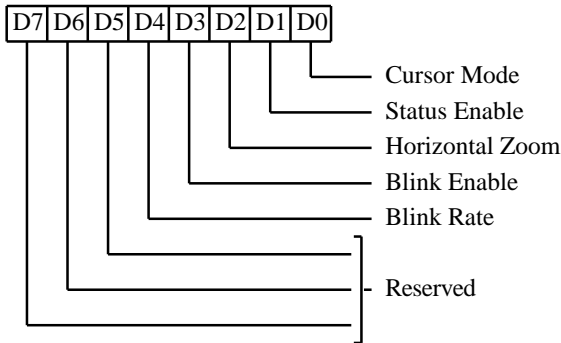 D7 D6 D5 D4 D3 D2 D1 D0
Cursor Mode
Status Enable
Horizontal Zoom
Blink Enable
Blink Rate
Reserved